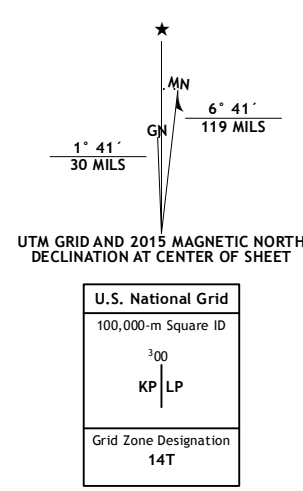 ★
MN
GN
6° 41´
119 MILS
1° 41´
30 MILS
UTM GRID AND 2015 MAGNETIC NORTH
DECLINATION AT CENTER OF SHEET
U.S. National Grid
100,000-m Square ID
³00
KP LP
Grid Zone Designation
14T